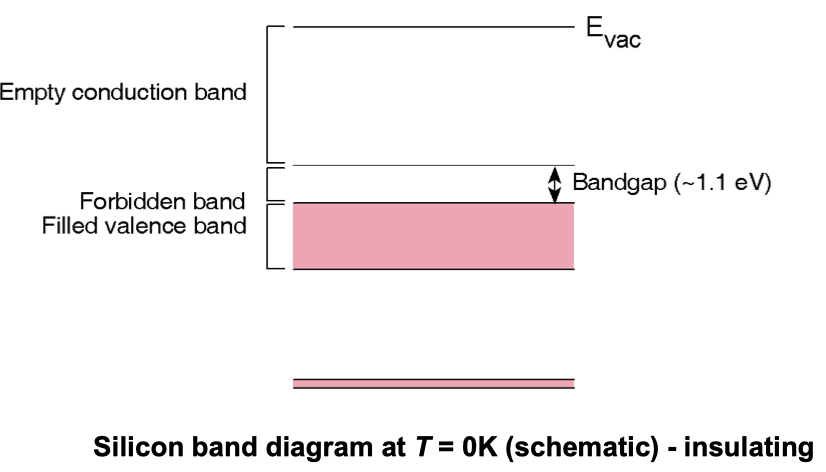 E_vac
Empty conduction band
Bandgap (~1.1 eV)
Forbidden band
Filled valence band
Silicon band diagram at T = 0K (schematic) - insulating